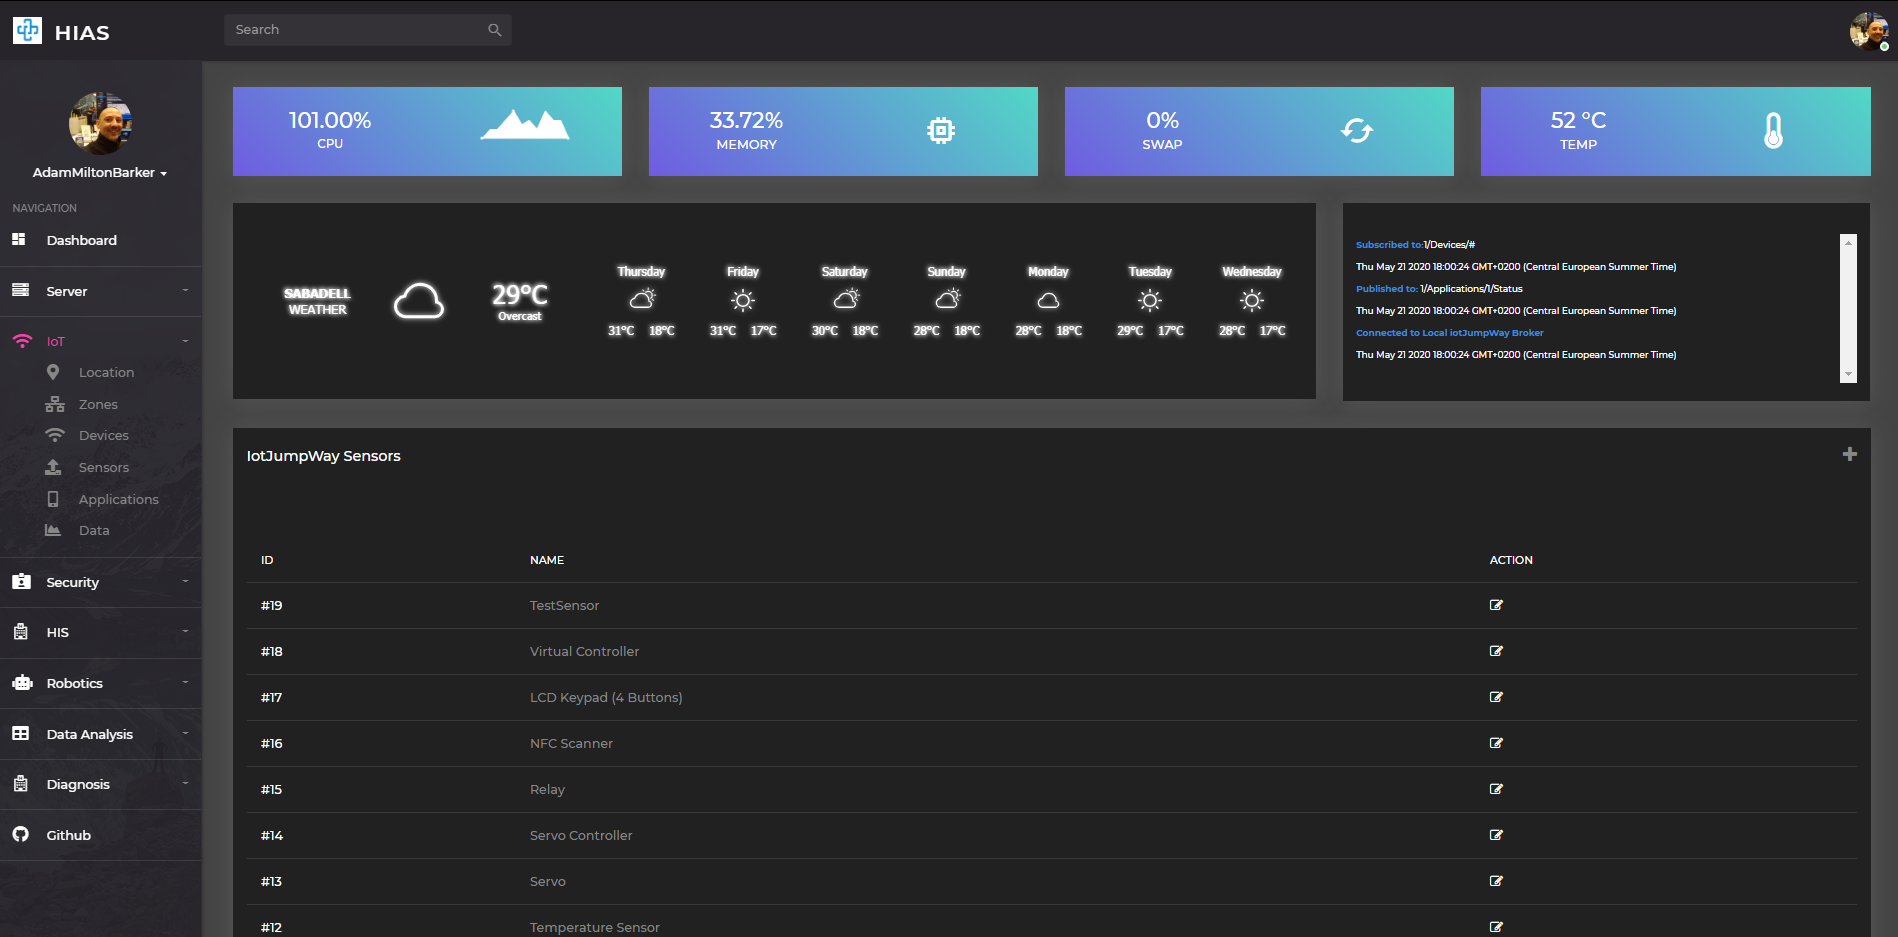 HIAS
Search
AdamMiltonBarker
NAVIGATION
Dashboard
Server
IoT
Location
Zones
Devices
Sensors
Applications
Data
Security
HIS
Robotics
Data Analysis
Diagnosis
Github
101.00%
CPU
33.72%
MEMORY
0%
SWAP
52 °C
TEMP
SABADELL
WEATHER
29°C
Overcast
Thursday
31°C 18°C
Friday
31°C 17°C
Saturday
30°C 18°C
Sunday
28°C 18°C
Monday
28°C 18°C
Tuesday
29°C 17°C
Wednesday
28°C 17°C
Subscribed to:1/Devices/#
Thu May 21 2020 18:00:24 GMT+0200 (Central European Summer Time)
Published to: 1/Applications/1/Status
Thu May 21 2020 18:00:24 GMT+0200 (Central European Summer Time)
Connected to Local iotJumpWay Broker
Thu May 21 2020 18:00:24 GMT+0200 (Central European Summer Time)
IotJumpWay Sensors
ID NAME ACTION
#19 TestSensor
#18 Virtual Controller
#17 LCD Keypad (4 Buttons)
#16 NFC Scanner
#15 Relay
#14 Servo Controller
#13 Servo
#12 Temperature Sensor